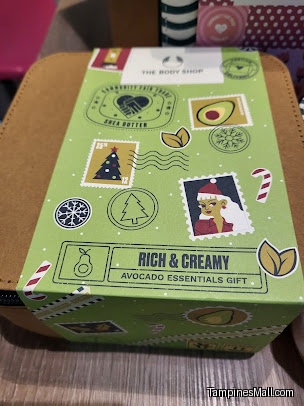 THE BODY SHOP
COMMUNITY FAIR TRADE
SHEA BUTTER
RICH & CREAMY
AVOCADO ESSENTIALS GIFT
TampinesMall.com